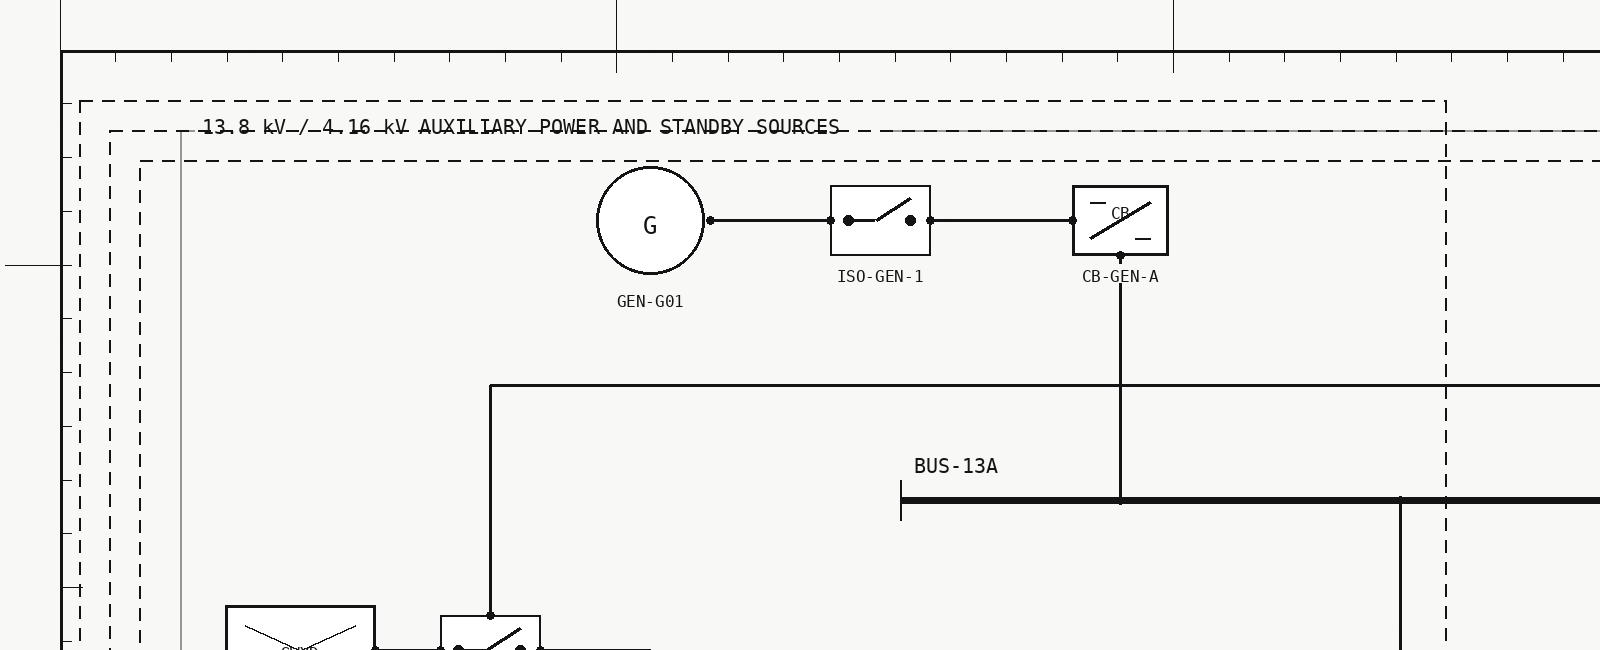 13.8 kV / 4.16 kV AUXILIARY POWER AND STANDBY SOURCES
G
CB
ISO-GEN-1
CB-GEN-A
GEN-G01
BUS-13A